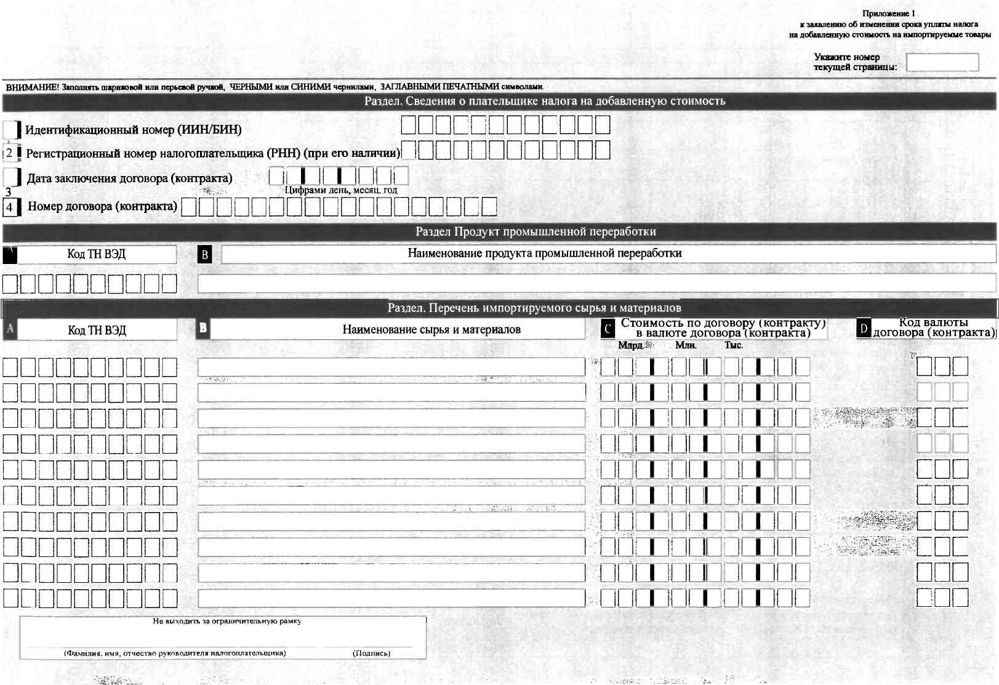 Приложение 1
к заявлению об изменении срока уплаты налога
на добавленную стоимость на импортируемые товары
Укажите номер
текущей страницы:
ВНИМАНИЕ! Заполнять шариковой или перьевой ручкой, ЧЕРНЫМИ или СИНИМИ чернилами, ЗАГЛАВНЫМИ ПЕЧАТНЫМИ символами.
Раздел. Сведения о плательщике налога на добавленную стоимость
Идентификационный номер (ИИН/БИН)
2 Регистрационный номер налогоплательщика (РНН) (при его наличии)
Дата заключения договора (контракта)
3 Цифрами день, месяц. год
4 Номер договора (контракта)
Раздел Продукт промышленной переработки
A Код ТН ВЭД B Наименование продукта промышленной переработки
Раздел. Перечень импортируемого сырья и материалов
A Код ТН ВЭД B Наименование сырья и материалов C Стоимость по договору (контракту) D Код валюты
в валюте договора (контракта) договора (контракта)
Млрд. Млн. Тыс.
Не выходить за ограничительную рамку
(Фамилия. имя, отчество руководителя налогоплательщика) (Подпись)